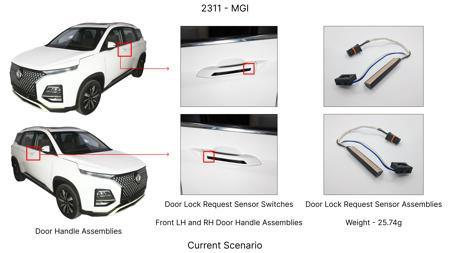 2311 - MGI
Door Lock Request Sensor Switches
Door Lock Request Sensor Assemblies
Front LH and RH Door Handle Assemblies
Weight - 25.74g
Door Handle Assemblies
Current Scenario